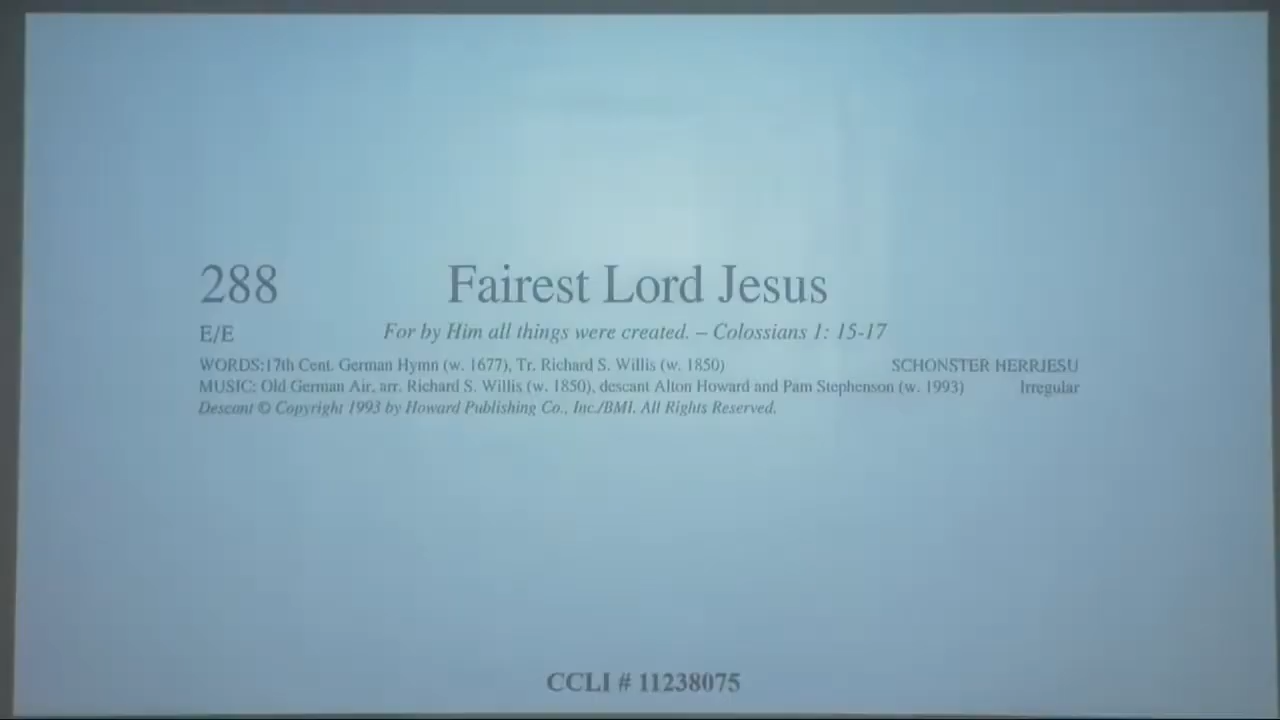 288 Fairest Lord Jesus
E/E For by Him all things were created. – Colossians 1: 15-17
WORDS:17th Cent. German Hymn (w. 1677), Tr. Richard S. Willis (w. 1850) SCHONSTER HERRJESU
MUSIC: Old German Air, arr. Richard S. Willis (w. 1850), descant Alton Howard and Pam Stephenson (w. 1993) Irregular
Descant © Copyright 1993 by Howard Publishing Co., Inc./BMI. All Rights Reserved.
CCLI # 11238075